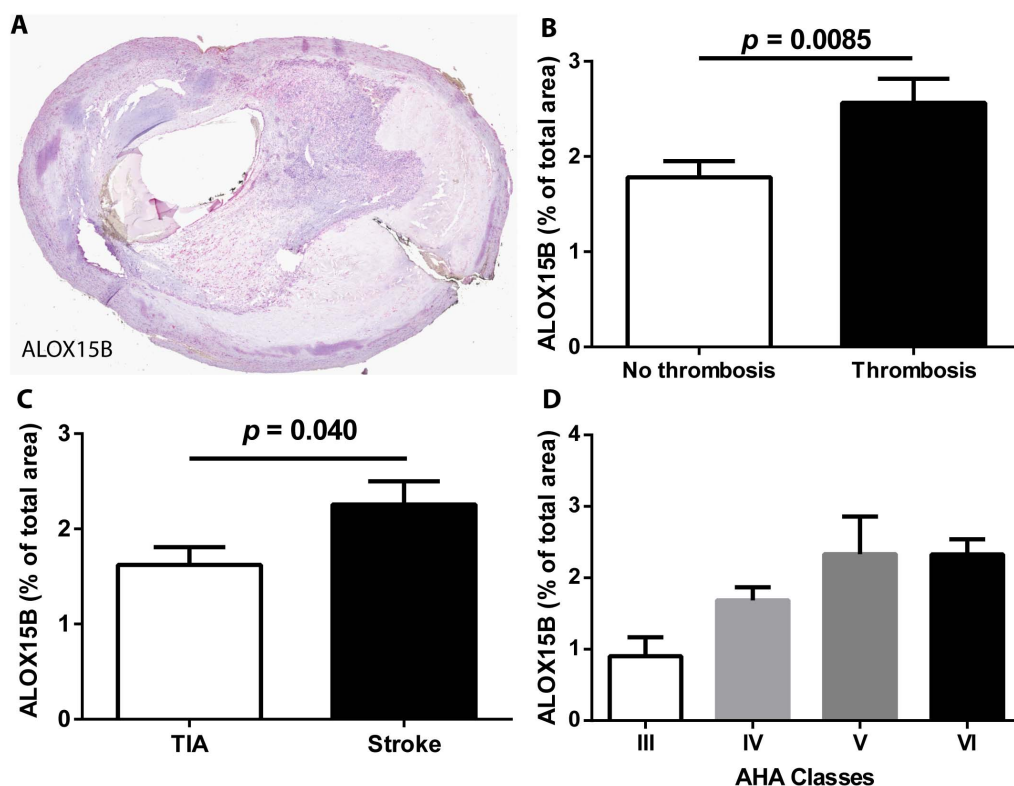 A
ALOX15B
B
p = 0.0085
ALOX15B (% of total area)
3
2
1
0
No thrombosis
Thrombosis
C
p = 0.040
ALOX15B (% of total area)
3
2
1
0
TIA
Stroke
D
ALOX15B (% of total area)
4
3
2
1
0
III
IV
V
VI
AHA Classes